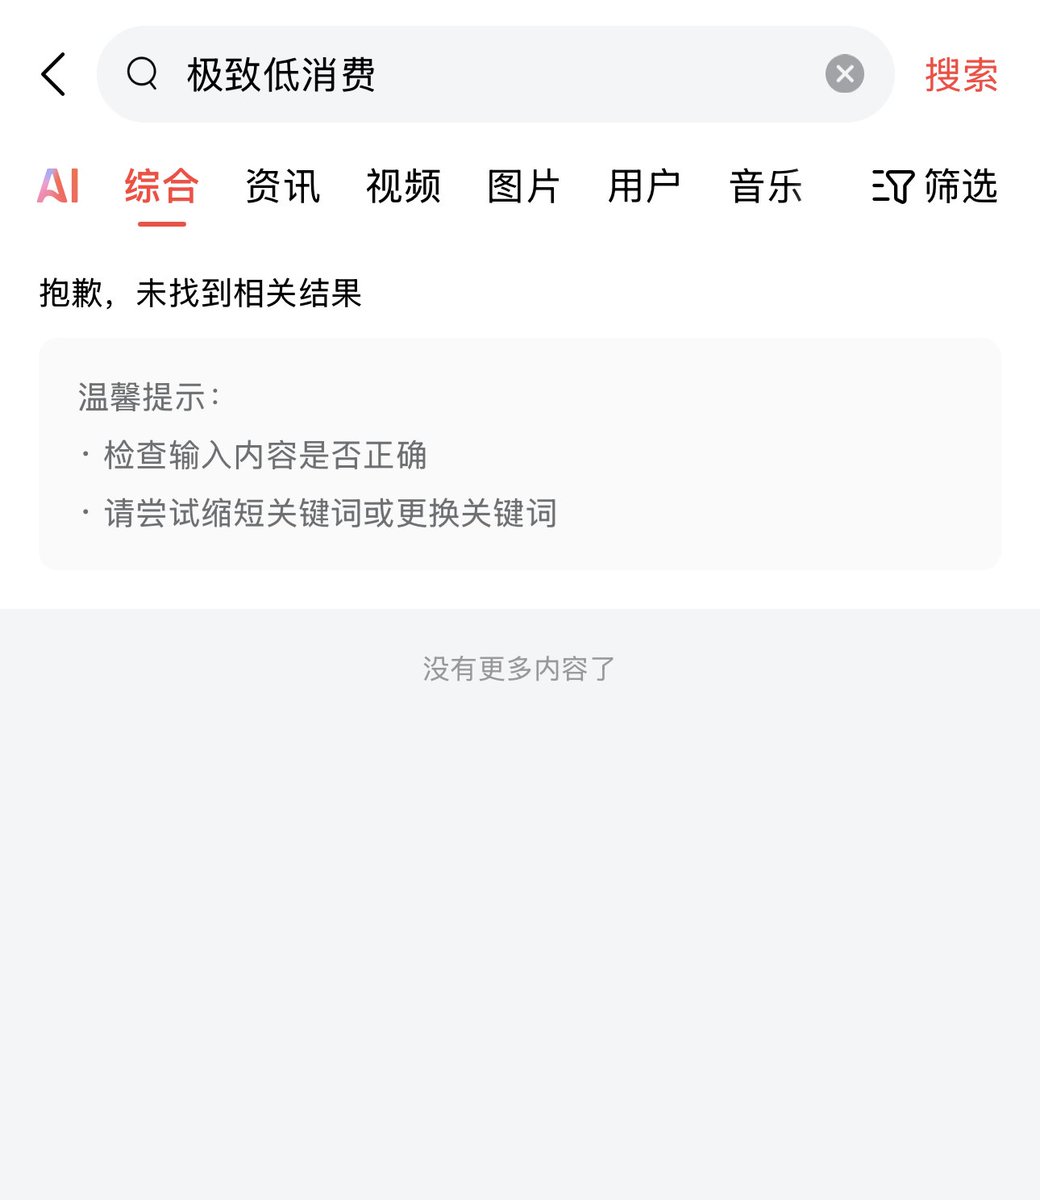 极致低消费 搜索
AI 综合 资讯 视频 图片 用户 音乐 筛选
抱歉，未找到相关结果
温馨提示：
· 检查输入内容是否正确
· 请尝试缩短关键词或更换关键词
没有更多内容了